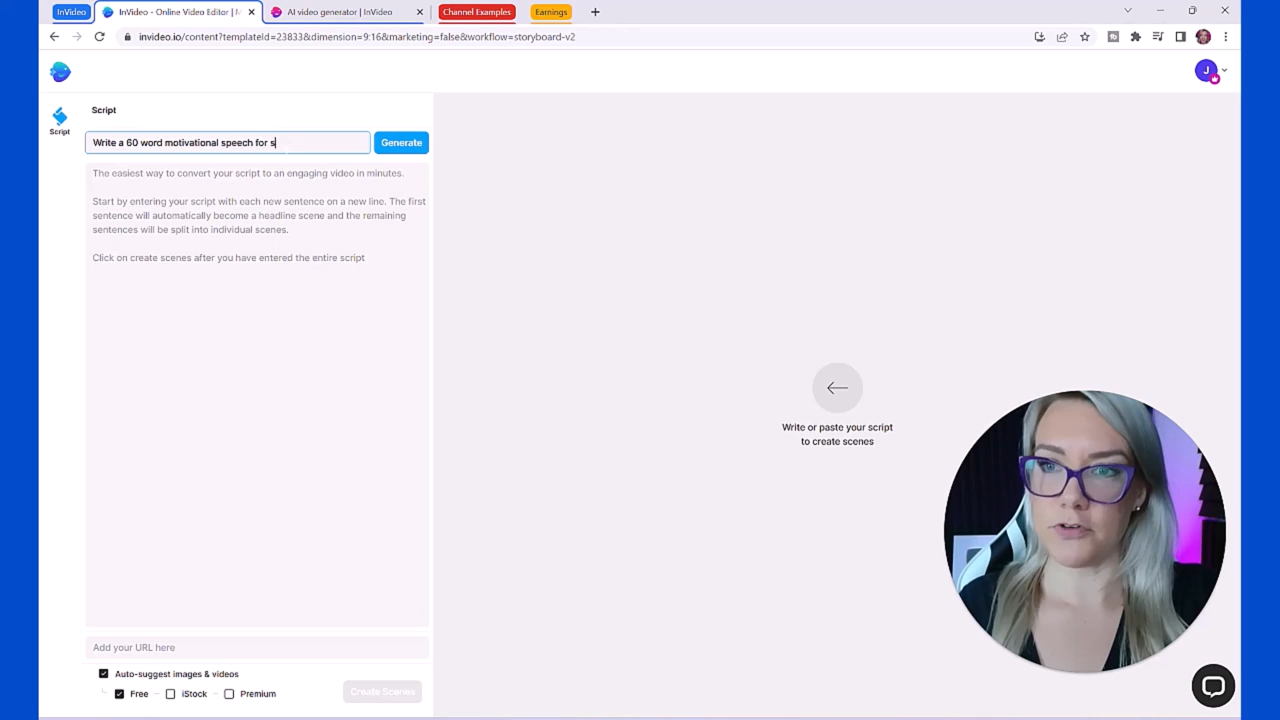 InVideo
InVideo - Online Video Editor | M
AI video generator | InVideo
Channel Examples
Earnings
invideo.io/content?templateId=23833&dimension=9:16&marketing=false&workflow=storyboard-v2
J
Script
Script
Write a 60 word motivational speech for s
Generate
The easiest way to convert your script to an engaging video in minutes.
Start by entering your script with each new sentence on a new line. The first
sentence will automatically become a headline scene and the remaining
sentences will be split into individual scenes.
Click on create scenes after you have entered the entire script
Write or paste your script
to create scenes
Add your URL here
Auto-suggest images & videos
Free
iStock
Premium
Create Scenes